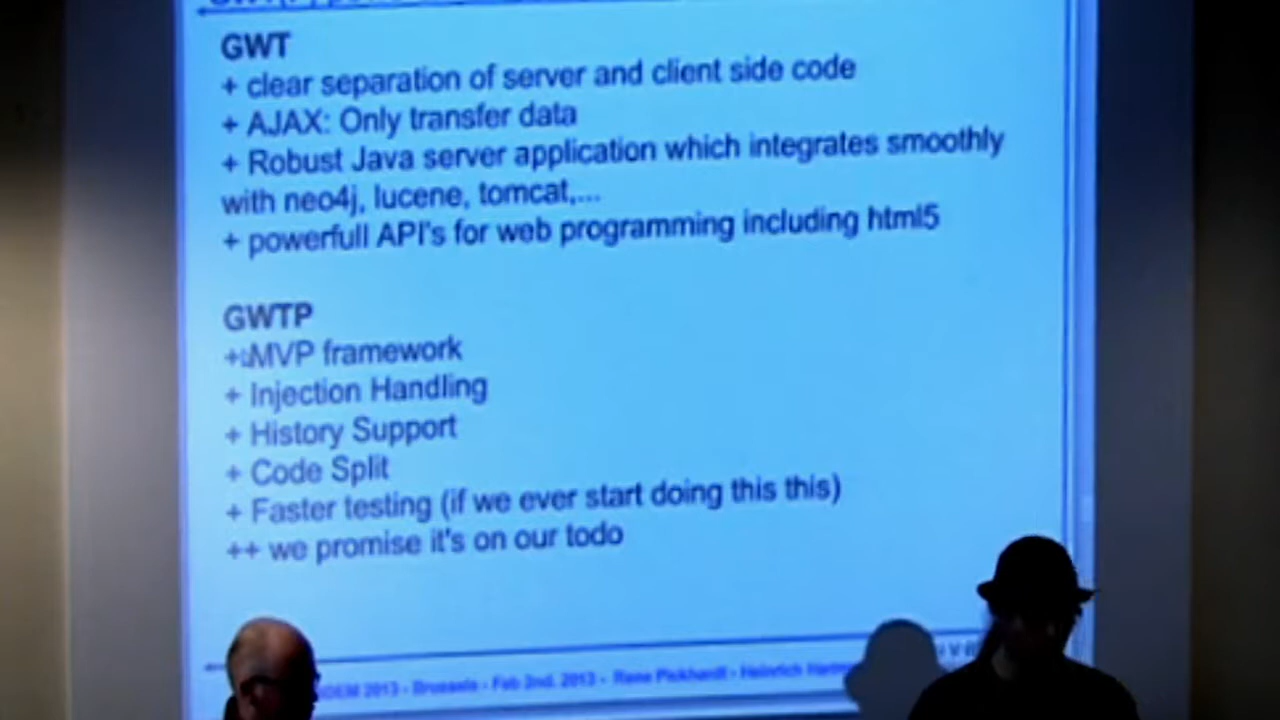 GWT
+ clear separation of server and client side code
+ AJAX: Only transfer data
+ Robust Java server application which integrates smoothly
with neo4j, lucene, tomcat,...
+ powerfull API's for web programming including html5
GWTP
+ MVP framework
+ Injection Handling
+ History Support
+ Code Split
+ Faster testing (if we ever start doing this this)
++ we promise it's on our todo
2013 - Brussels - Feb 2nd. 2013 - Rene Pickhardt - Heinrich